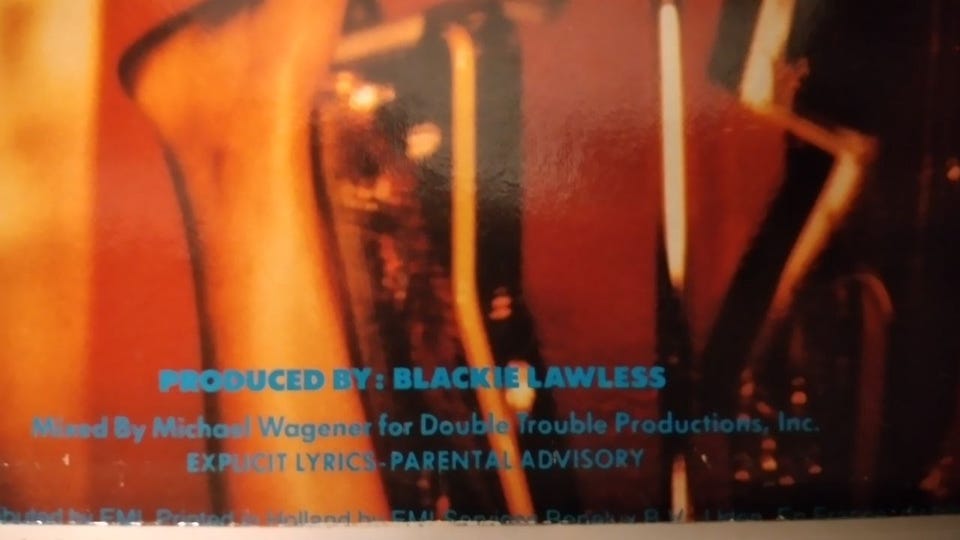 PRODUCED BY: BLACKIE LAWLESS
Mixed By Michael Wagener for Double Trouble Productions, Inc.
EXPLICIT LYRICS-PARENTAL ADVISORY
by EMI. Printed in Holland by EMI Services Benelux B.V.